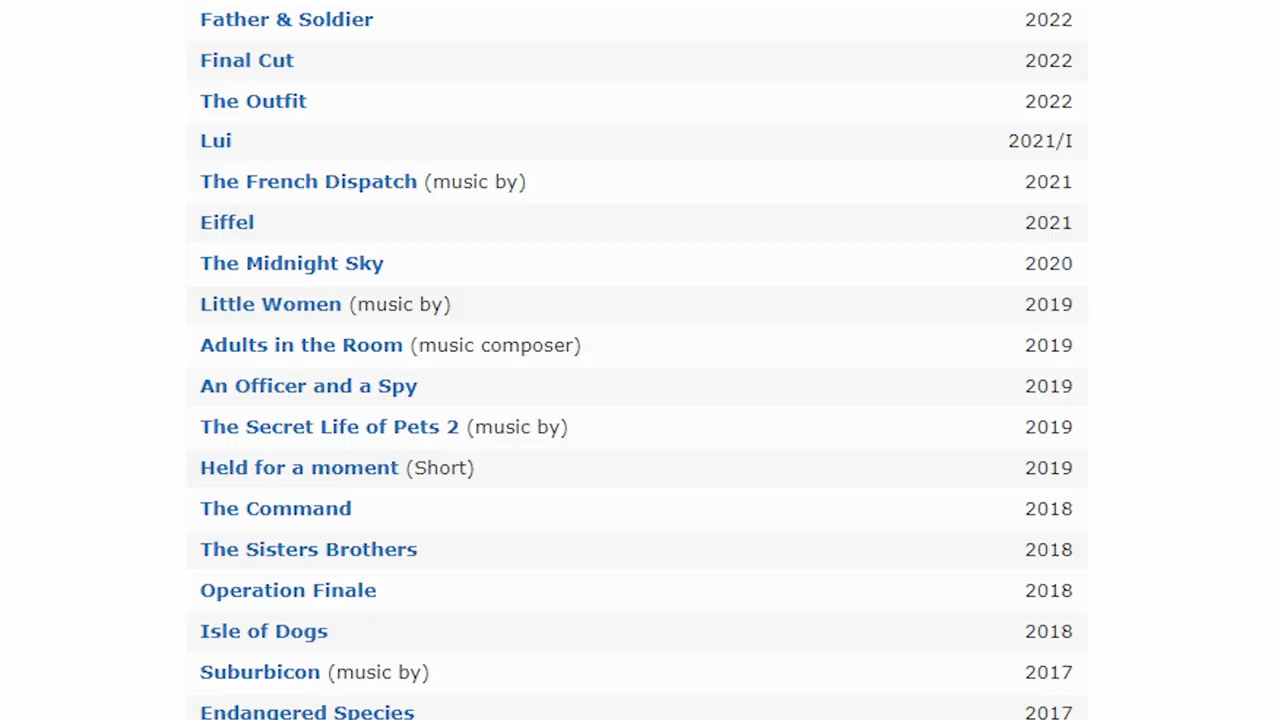 Father & Soldier 2022
Final Cut 2022
The Outfit 2022
Lui 2021/I
The French Dispatch (music by) 2021
Eiffel 2021
The Midnight Sky 2020
Little Women (music by) 2019
Adults in the Room (music composer) 2019
An Officer and a Spy 2019
The Secret Life of Pets 2 (music by) 2019
Held for a moment (Short) 2019
The Command 2018
The Sisters Brothers 2018
Operation Finale 2018
Isle of Dogs 2018
Suburbicon (music by) 2017
Endangered Species 2017